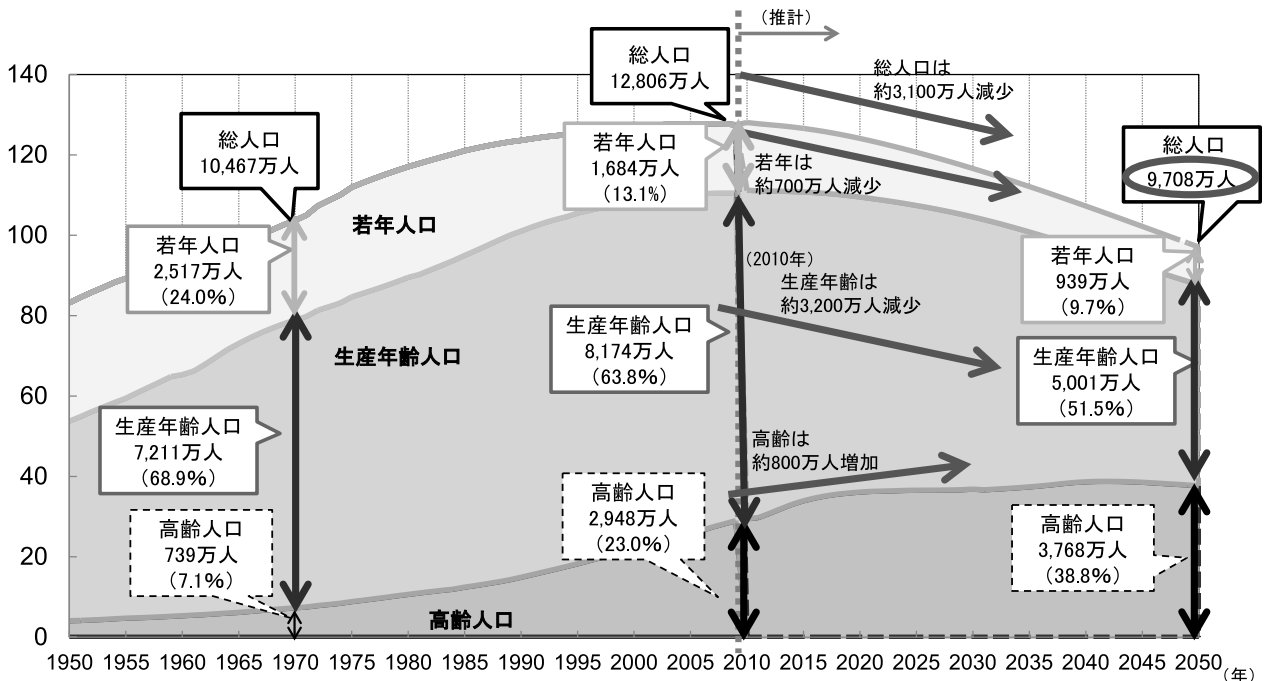 （推計）
総人口
12,806万人
総人口は
約3,100万人減少
140
120
100
80
60
40
20
0
総人口
10,467万人
若年人口
1,684万人
(13.1%)
若年は
約700万人減少
総人口
9,708万人
若年人口
若年人口
2,517万人
(24.0%)
(2010年)
生産年齢は
約3,200万人減少
若年人口
939万人
(9.7%)
生産年齢人口
生産年齢人口
8,174万人
(63.8%)
生産年齢人口
5,001万人
(51.5%)
生産年齢人口
7,211万人
(68.9%)
高齢は
約800万人増加
高齢人口
2,948万人
(23.0%)
高齢人口
739万人
(7.1%)
高齢人口
3,768万人
(38.8%)
高齢人口
1950 1955 1960 1965 1970 1975 1980 1985 1990 1995 2000 2005 2010 2015 2020 2025 2030 2035 2040 2045 2050 (年)